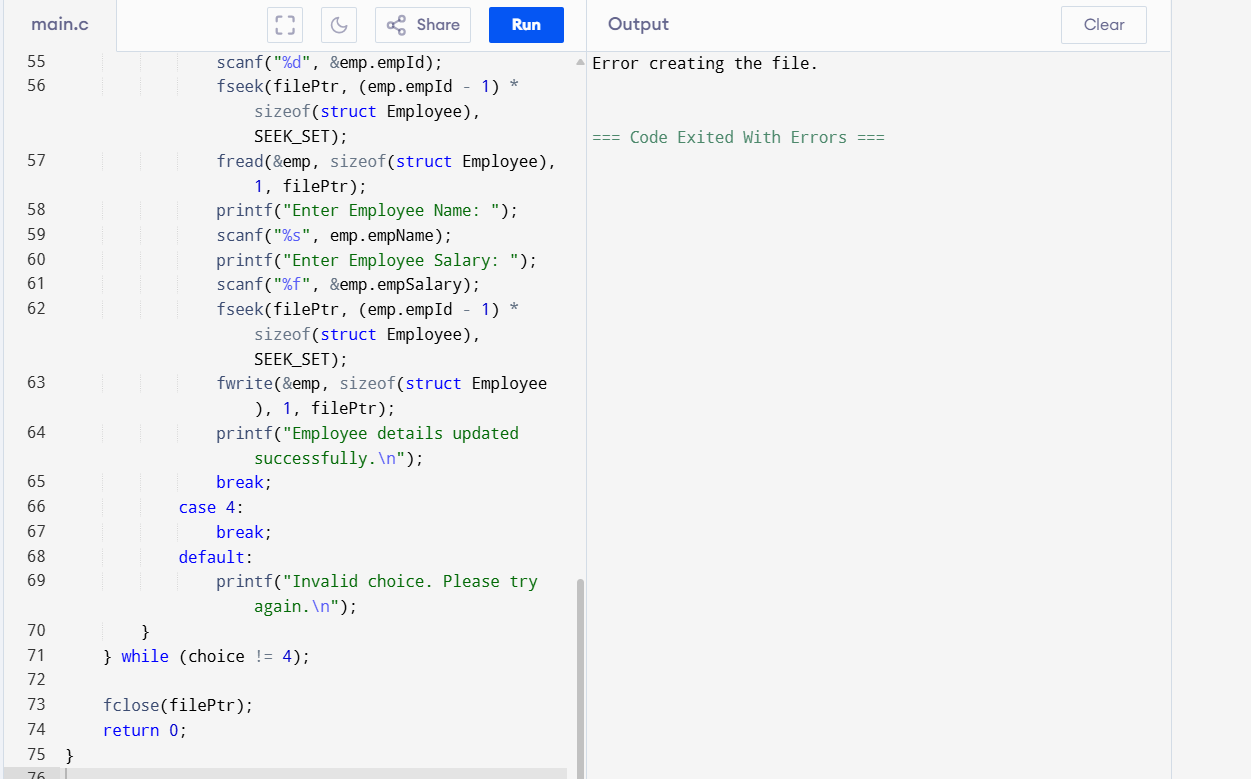 main.c
Share
Run
Output
Clear
55 scanf("%d", &emp.empId);
56 fseek(filePtr, (emp.empId - 1) *
sizeof(struct Employee),
SEEK_SET);
57 fread(&emp, sizeof(struct Employee),
1, filePtr);
58 printf("Enter Employee Name: ");
59 scanf("%s", emp.empName);
60 printf("Enter Employee Salary: ");
61 scanf("%f", &emp.empSalary);
62 fseek(filePtr, (emp.empId - 1) *
sizeof(struct Employee),
SEEK_SET);
63 fwrite(&emp, sizeof(struct Employee
), 1, filePtr);
64 printf("Employee details updated
successfully.\n");
65 break;
66 case 4:
67 break;
68 default:
69 printf("Invalid choice. Please try
again.\n");
70 }
71 } while (choice != 4);
72
73 fclose(filePtr);
74 return 0;
75 }
76
Error creating the file.
=== Code Exited With Errors ===